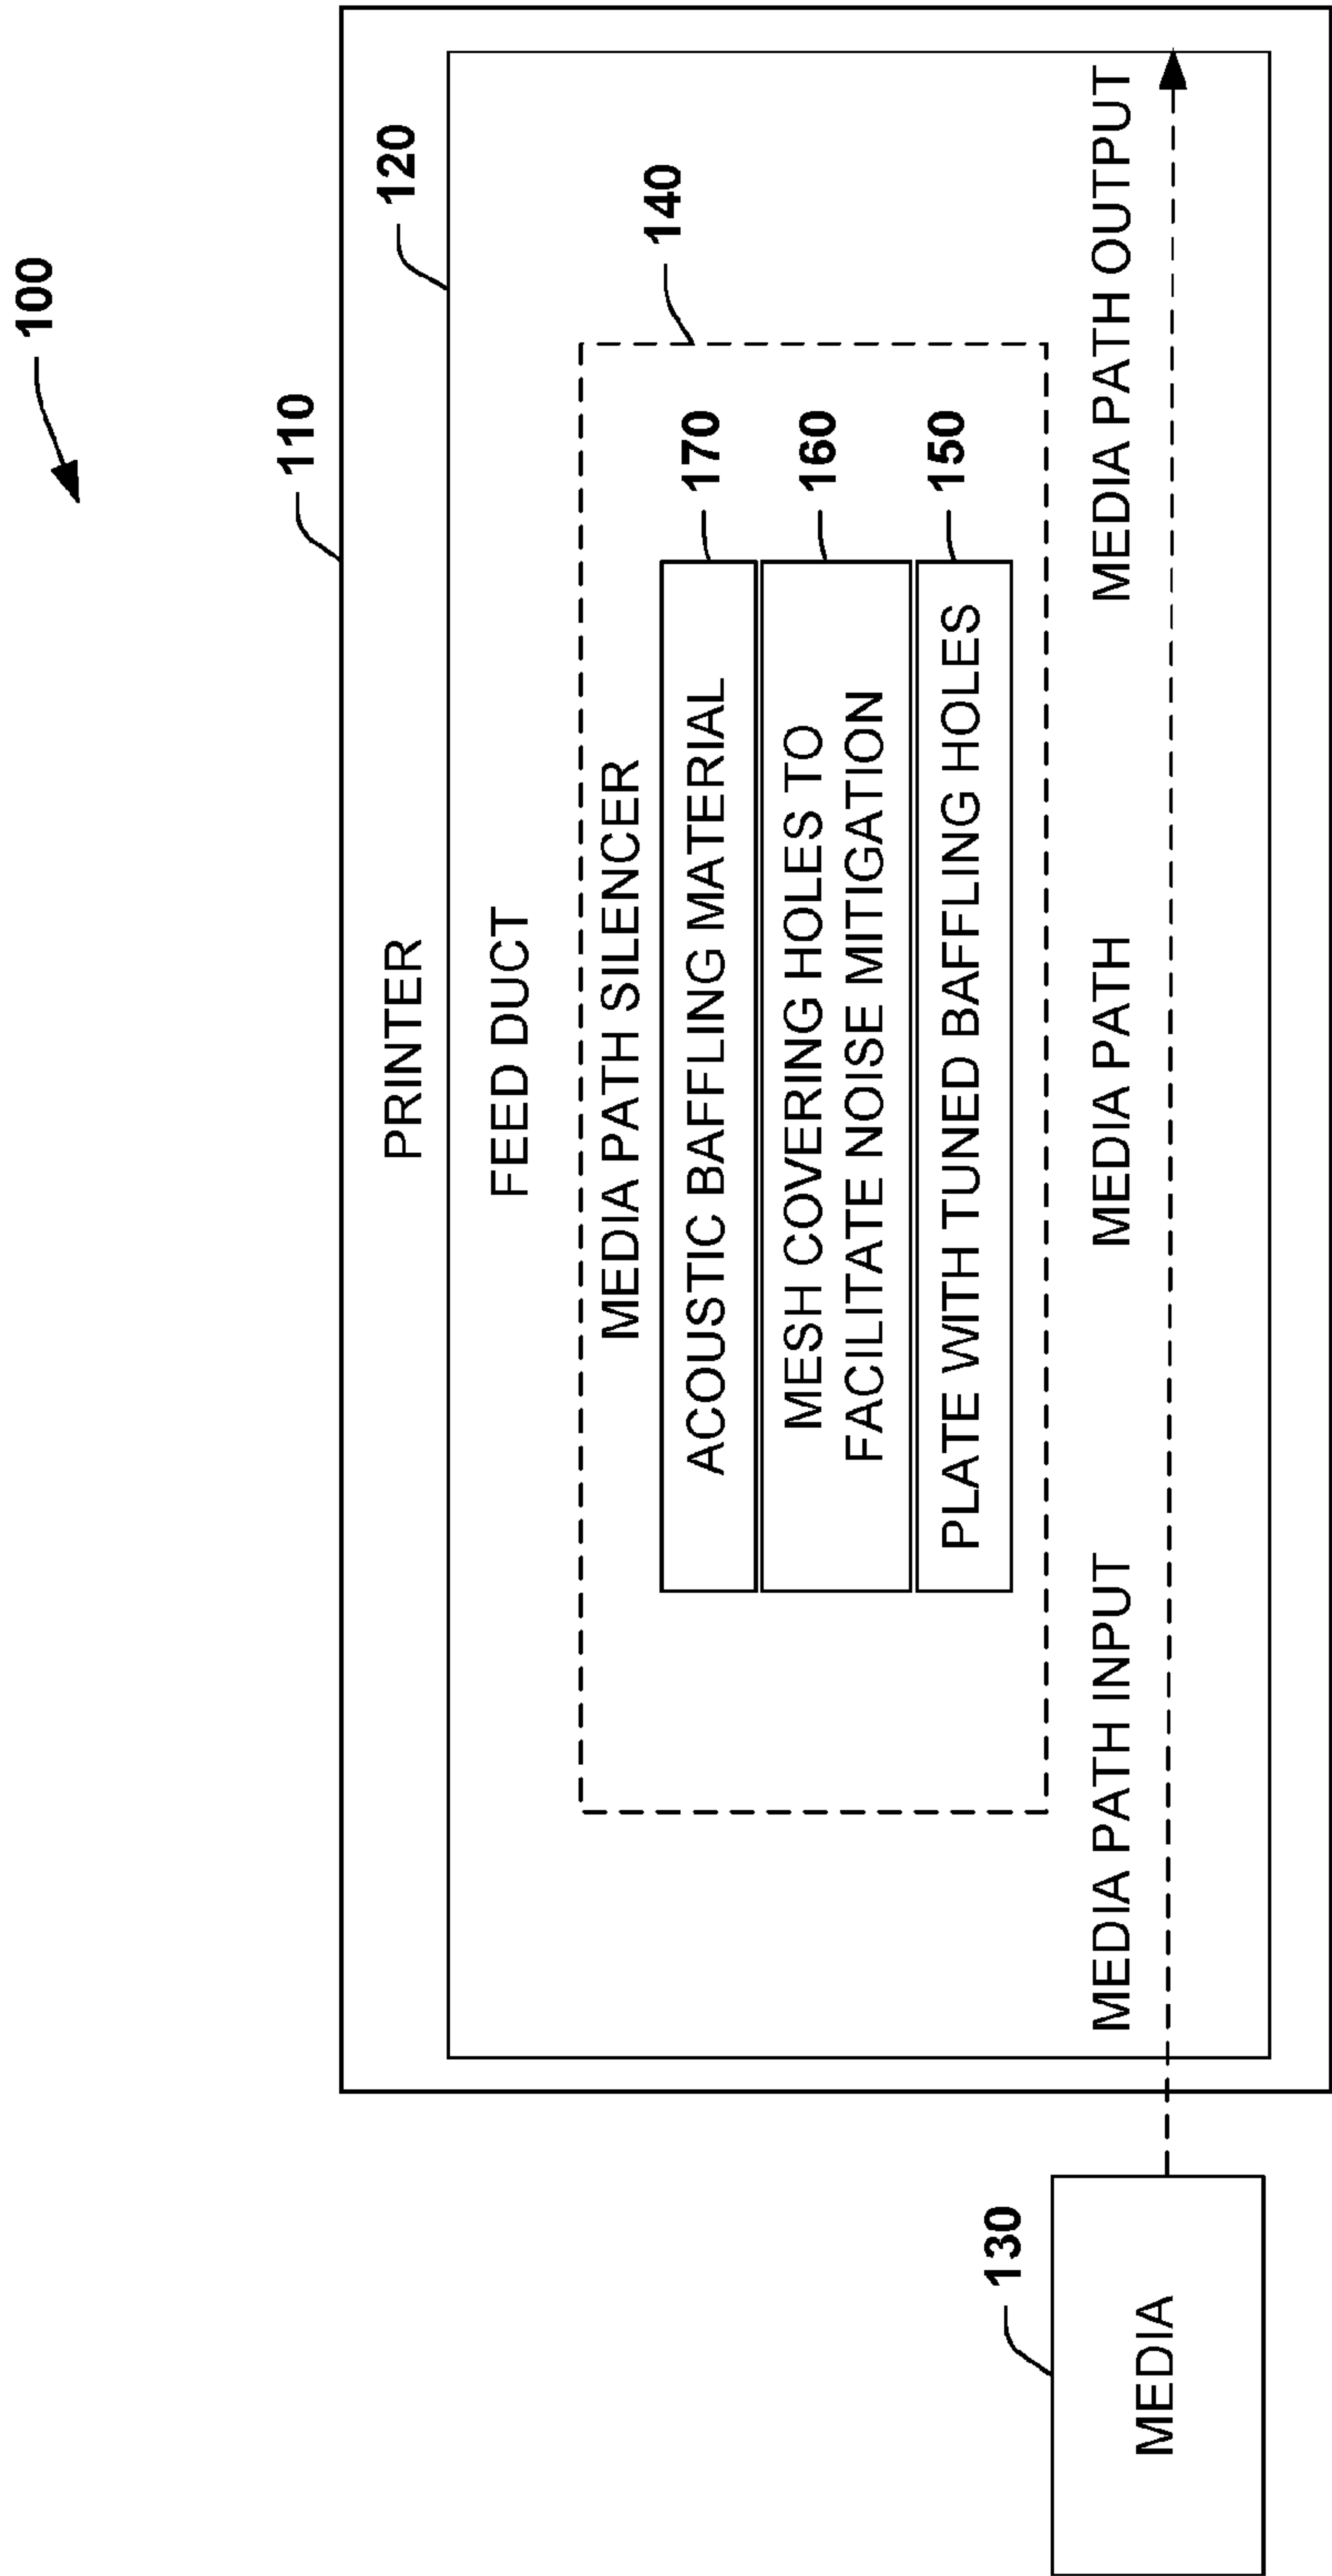 100
110
PRINTER
120
FEED DUCT
140
MEDIA PATH SILENCER
170
ACOUSTIC BAFFLING MATERIAL
160
MESH COVERING HOLES TO
FACILITATE NOISE MITIGATION
150
PLATE WITH TUNED BAFFLING HOLES
130
MEDIA
MEDIA PATH INPUT
MEDIA PATH
MEDIA PATH OUTPUT